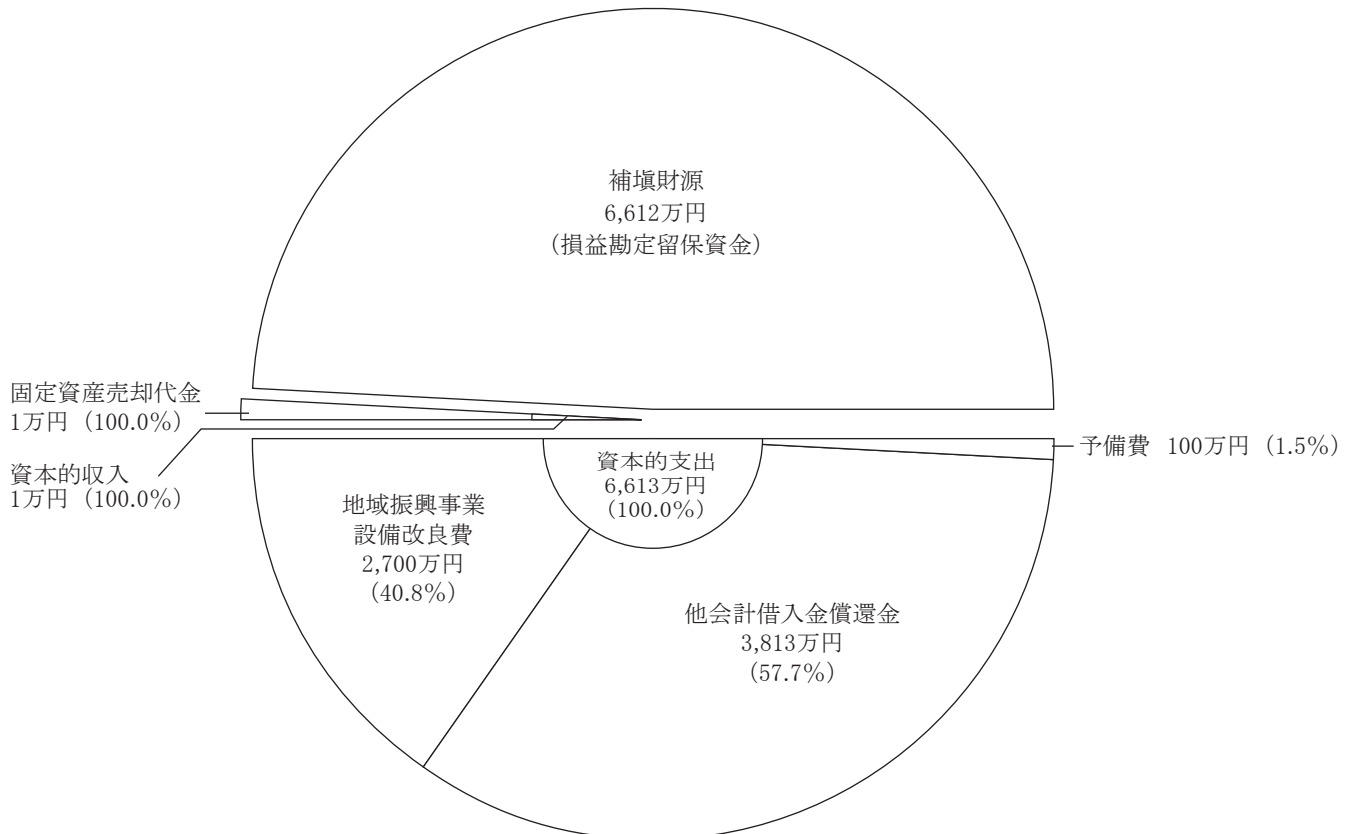 補塡財源
6,612万円
（損益勘定留保資金）
固定資産売却代金
1万円（100.0％）
資本的収入
1万円（100.0％）
資本的支出
6,613万円
（100.0％）
予備費 100万円（1.5％）
地域振興事業
設備改良費
2,700万円
（40.8％）
他会計借入金償還金
3,813万円
（57.7％）